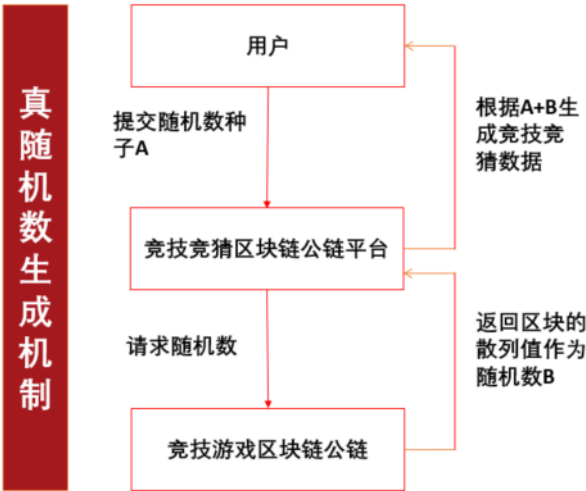 真随机数生成机制
用户
提交随机数种
子A
根据A+B生
成竞技竞
猜数据
竞技竞猜区块链公链平台
请求随机数
返回区块的
散列值作为
随机数B
竞技游戏区块链公链